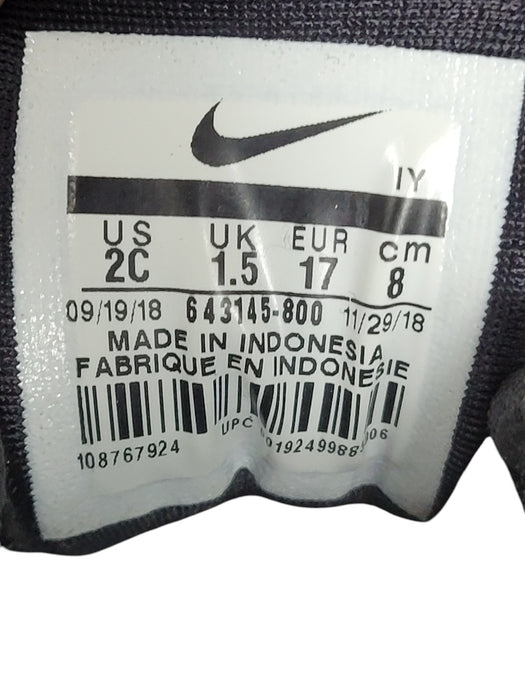 IY
US UK EUR cm
2C 1.5 17 8
09/19/18 643145-800 11/29/18
MADE IN INDONESIA
FABRIQUE EN INDONESIE
108767924 UPC